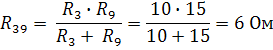 R₃₉ = (R₃ · R₉) / (R₃ + R₉) = (10 · 15) / (10 + 15) = 6 Ом